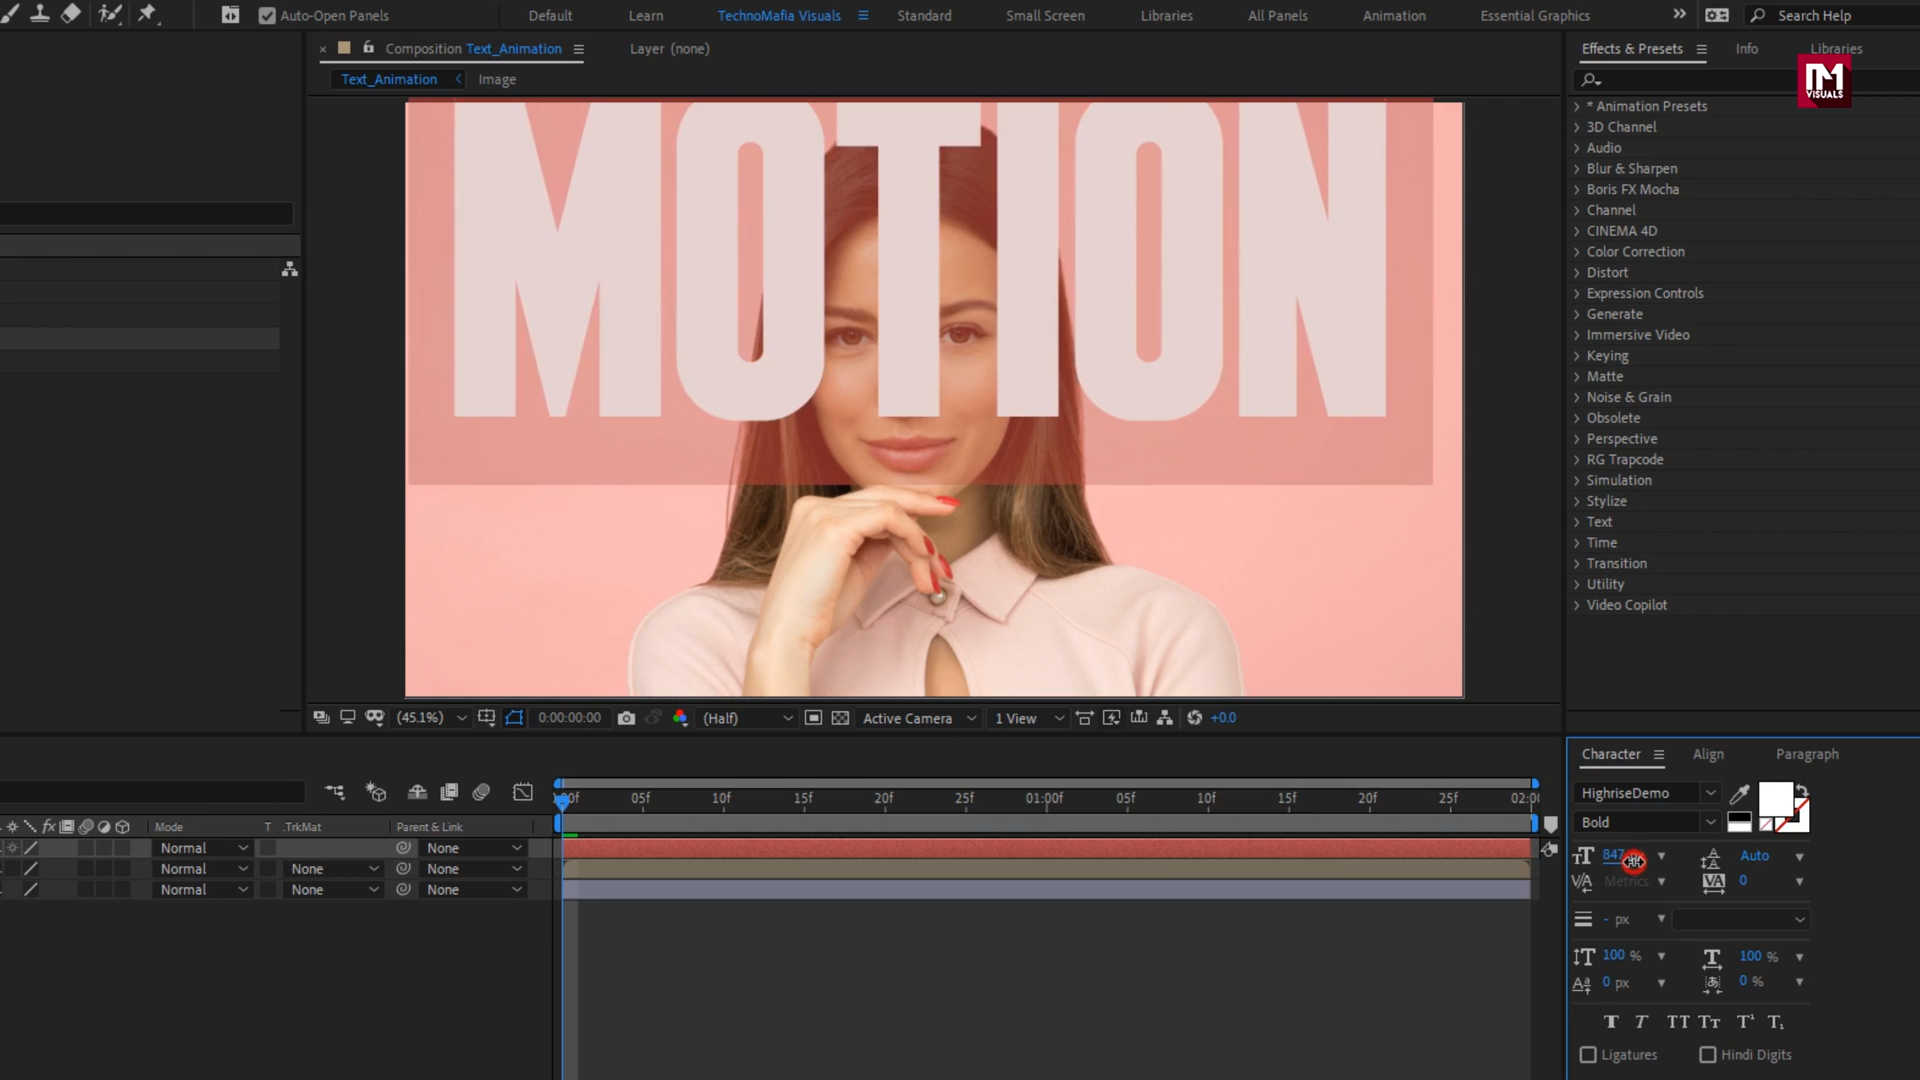 Auto-Open Panels
Default
Learn
TechnoMafia Visuals
Standard
Small Screen
Libraries
All Panels
Animation
Essential Graphics
Search Help
Composition Text_Animation
Layer (none)
Effects & Presets
Info
Libraries
Text_Animation
Image
VISUALS
MOTION
* Animation Presets
3D Channel
Audio
Blur & Sharpen
Boris FX Mocha
Channel
CINEMA 4D
Color Correction
Distort
Expression Controls
Generate
Immersive Video
Keying
Matte
Noise & Grain
Obsolete
Perspective
RG Trapcode
Simulation
Stylize
Text
Time
Transition
Utility
Video Copilot
(45.1%)
0:00:00:00
(Half)
Active Camera
1 View
+0.0
Character
Align
Paragraph
05f 10f 15f 20f 25f 01:00f 05f 10f 15f 20f 25f
HighriseDemo
Bold
Mode T .TrkMat Parent & Link
Normal None
Normal None None
Normal None None
847
Auto
Metrics
0
- px
100 %
100 %
0 px
0 %
Ligatures
Hindi Digits